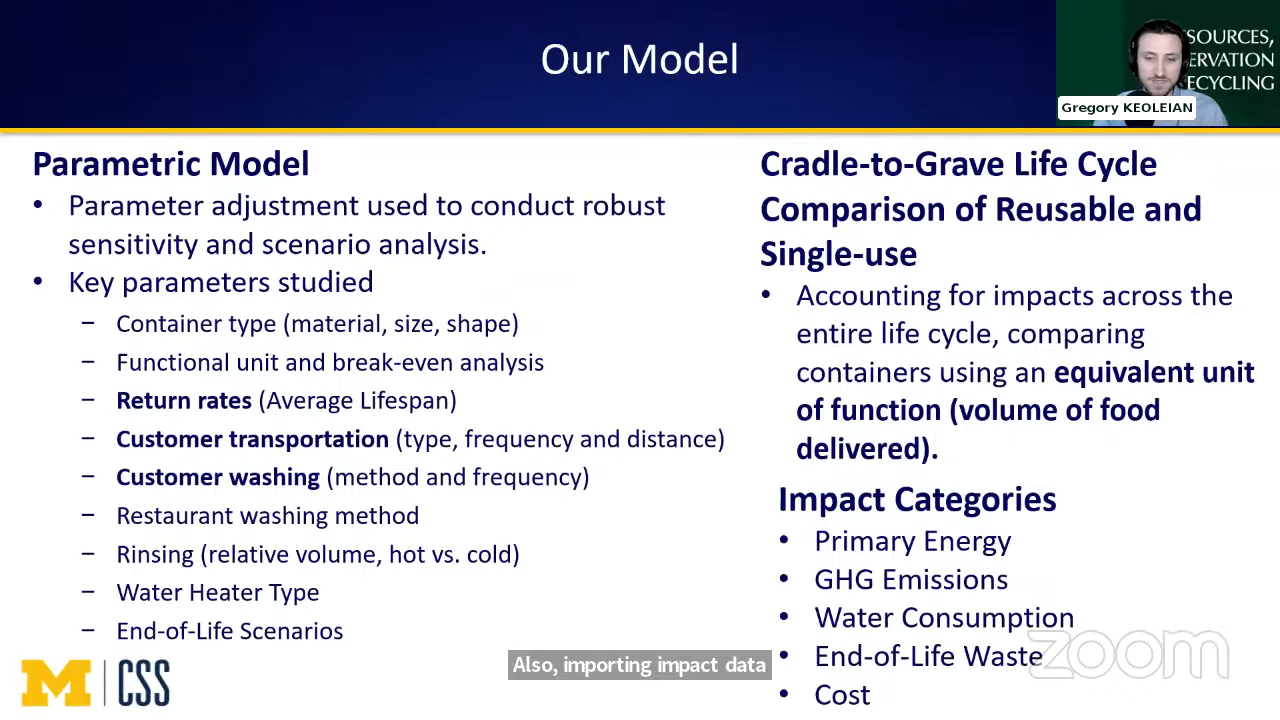 Our Model
SOURCES,
ERVATION
ECYCLING
Gregory KEOLEIAN
Parametric Model
• Parameter adjustment used to conduct robust
sensitivity and scenario analysis.
• Key parameters studied
− Container type (material, size, shape)
− Functional unit and break-even analysis
− Return rates (Average Lifespan)
− Customer transportation (type, frequency and distance)
− Customer washing (method and frequency)
− Restaurant washing method
− Rinsing (relative volume, hot vs. cold)
− Water Heater Type
− End-of-Life Scenarios
Cradle-to-Grave Life Cycle
Comparison of Reusable and
Single-use
• Accounting for impacts across the
entire life cycle, comparing
containers using an equivalent unit
of function (volume of food
delivered).
Impact Categories
• Primary Energy
• GHG Emissions
• Water Consumption
• End-of-Life Waste
• Cost
M CSS
Also, importing impact data
zoom